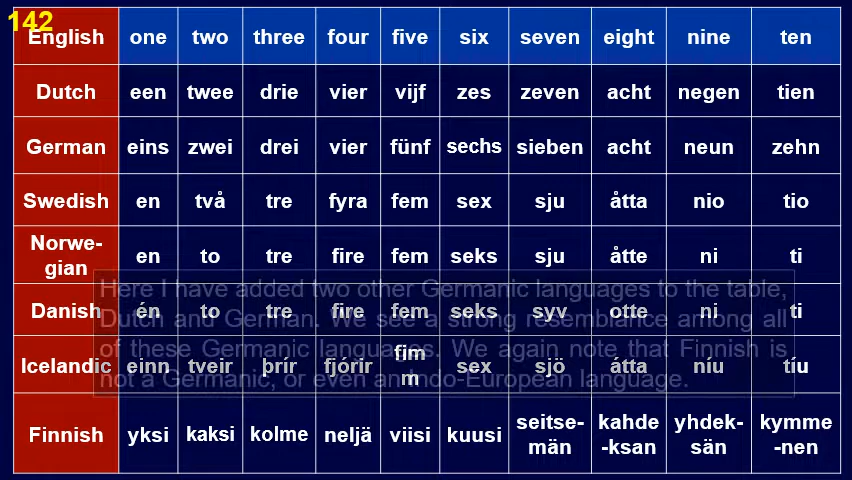 142
English one two three four five six seven eight nine ten
Dutch een twee drie vier vijf zes zeven acht negen tien
German eins zwei drei vier fünf sechs sieben acht neun zehn
Swedish en två tre fyra fem sex sju åtta nio tio
Norwe-
gian en to tre fire fem seks sju åtte ni ti
Danish én to tre fire fem seks syv otte ni ti
Icelandic einn tveir þrír fjórir fim
m sex sjö átta níu tíu
Finnish yksi kaksi kolme neljä viisi kuusi seitse-
män kahde
-ksan yhdek-
sän kymme
-nen
Here I have added two other Germanic languages to the table,
Dutch and German. We see a strong resemblance among all
of these Germanic languages. We again note that Finnish is
not a Germanic, or even an Indo-European language.